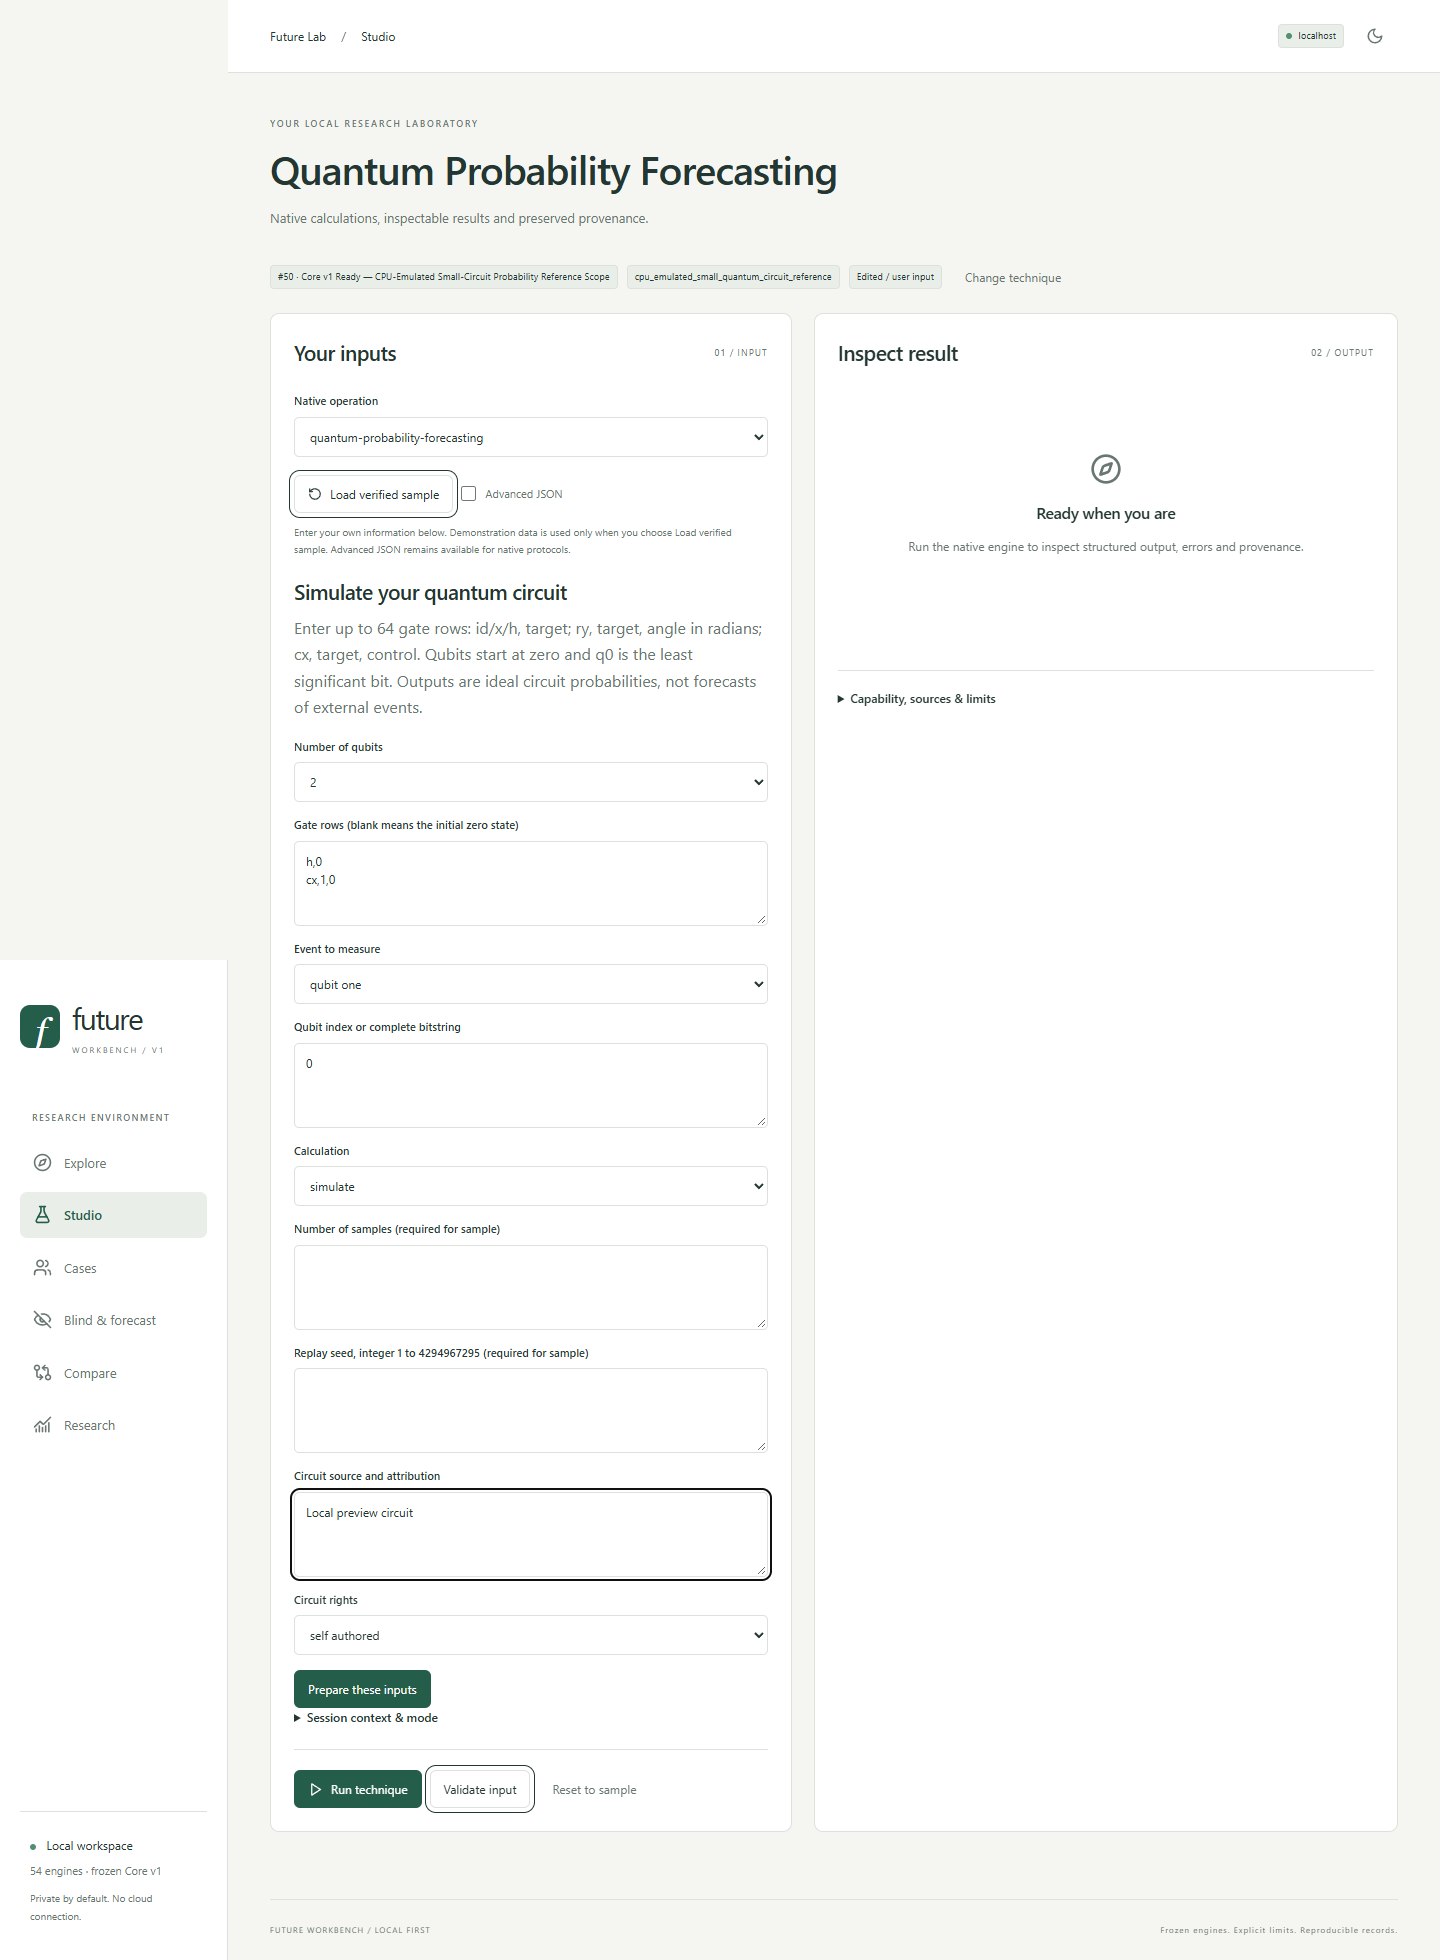 Future Lab / Studio
localhost
YOUR LOCAL RESEARCH LABORATORY
Quantum Probability Forecasting
Native calculations, inspectable results and preserved provenance.
#50 · Core v1 Ready — CPU-Emulated Small-Circuit Probability Reference Scope
cpu_emulated_small_quantum_circuit_reference
Edited / user input
Change technique
Your inputs
01 / INPUT
Native operation
quantum-probability-forecasting
Load verified sample
Advanced JSON
Enter your own information below. Demonstration data is used only when you choose Load verified
sample. Advanced JSON remains available for native protocols.
Simulate your quantum circuit
Enter up to 64 gate rows: id/x/h, target; ry, target, angle in radians;
cx, target, control. Qubits start at zero and q0 is the least
significant bit. Outputs are ideal circuit probabilities, not forecasts
of external events.
Number of qubits
2
Gate rows (blank means the initial zero state)
h,0
cx,1,0
Event to measure
qubit one
Qubit index or complete bitstring
0
Calculation
simulate
Number of samples (required for sample)
Replay seed, integer 1 to 4294967295 (required for sample)
Circuit source and attribution
Local preview circuit
Circuit rights
self authored
Prepare these inputs
Session context & mode
Run technique
Validate input
Reset to sample
Inspect result
02 / OUTPUT
Ready when you are
Run the native engine to inspect structured output, errors and provenance.
Capability, sources & limits
f
future
WORKBENCH / V1
RESEARCH ENVIRONMENT
Explore
Studio
Cases
Blind & forecast
Compare
Research
Local workspace
54 engines · frozen Core v1
Private by default. No cloud
connection.
FUTURE WORKBENCH / LOCAL FIRST
Frozen engines. Explicit limits. Reproducible records.